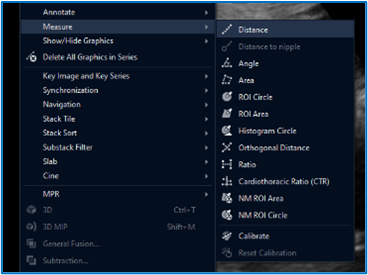 Annotate
Measure
Show/Hide Graphics
Delete All Graphics in Series
Key Image and Key Series
Synchronization
Navigation
Stack Tile
Stack Sort
Substack Filter
Slab
Cine
MPR
3D Ctrl+T
3D MIP Shift+M
General Fusion...
Subtraction...
Distance
Distance to nipple
Angle
Area
ROI Circle
ROI Area
Histogram Circle
Orthogonal Distance
Ratio
Cardiothoracic Ratio (CTR)
NM ROI Area
NM ROI Circle
Calibrate
Reset Calibration